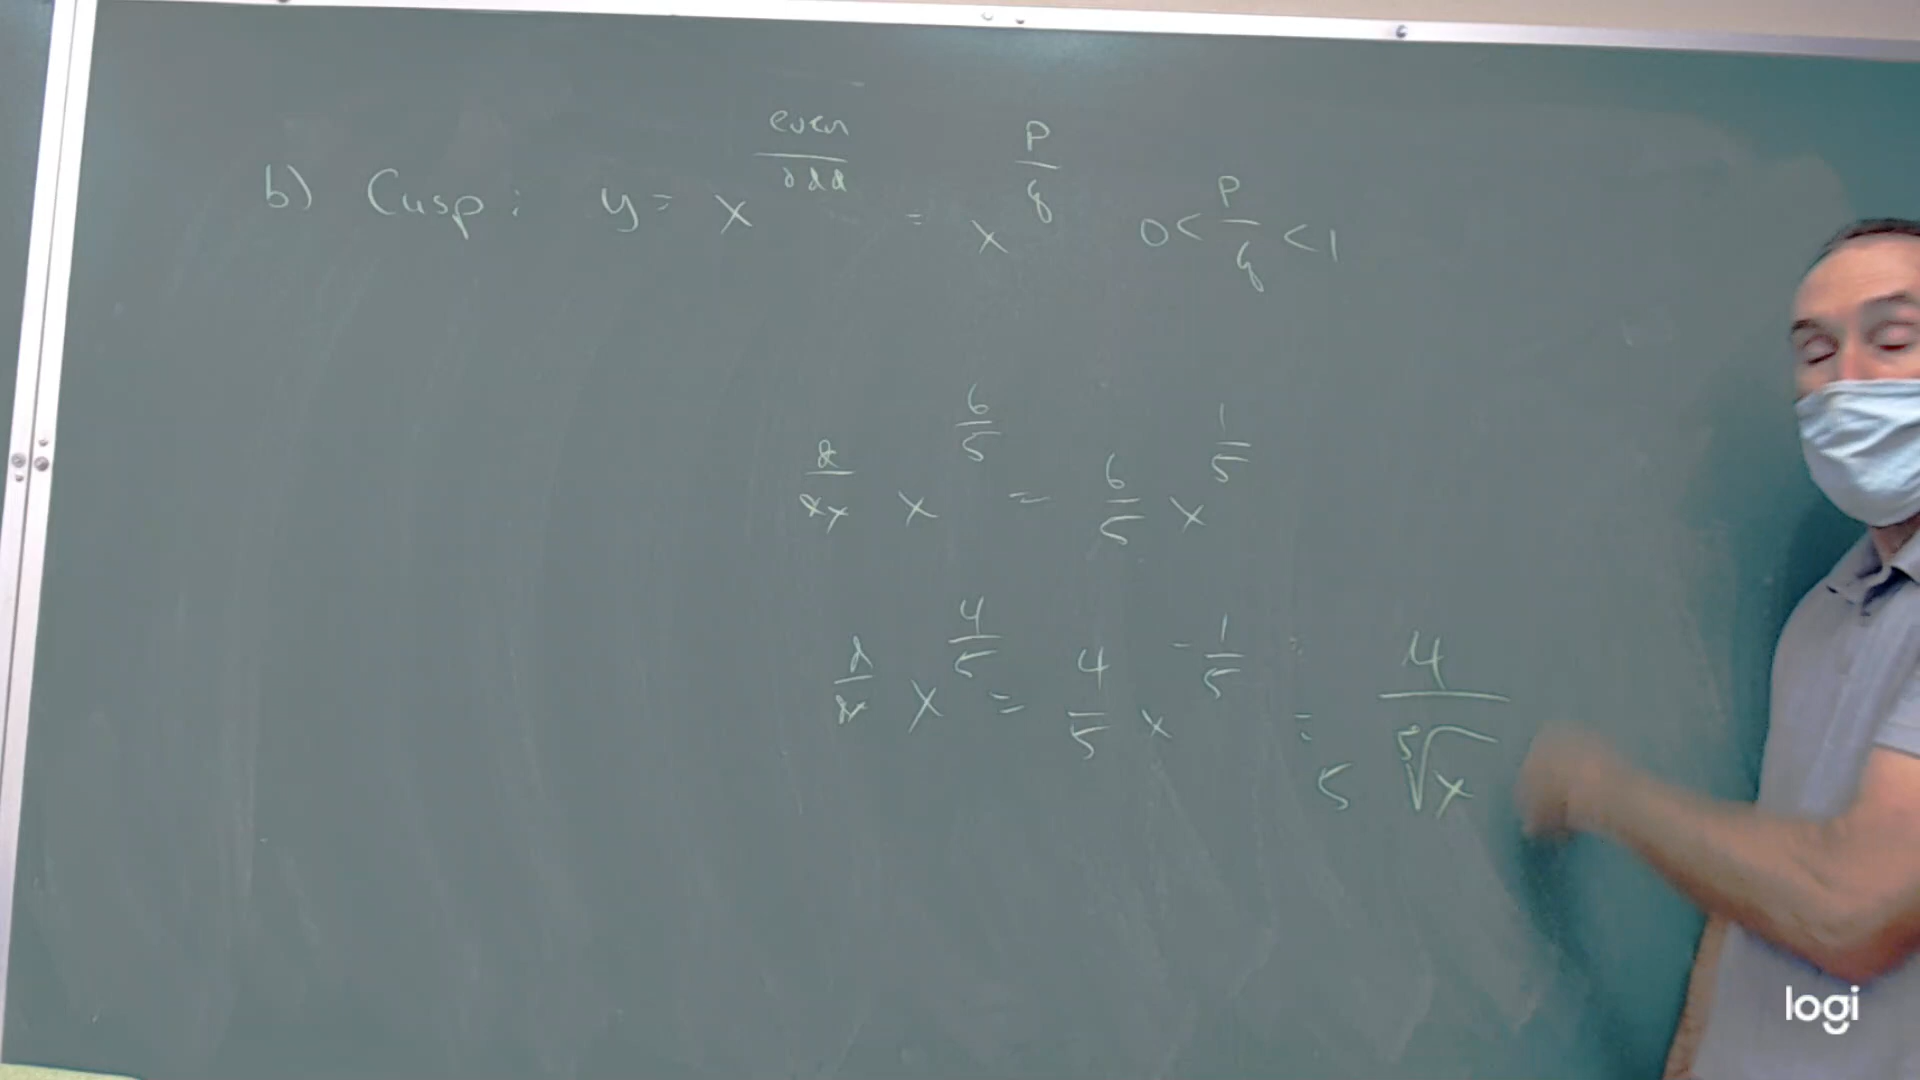 b) Cusp: y = x^(even/odd) = x^(p/q) 0 < p/q < 1
d/dx x^(6/5) = 6/5 x^(1/5)
d/dx x^(4/5) = 4/5 x^(-1/5) = 4/(5 ⁵√x)
logi